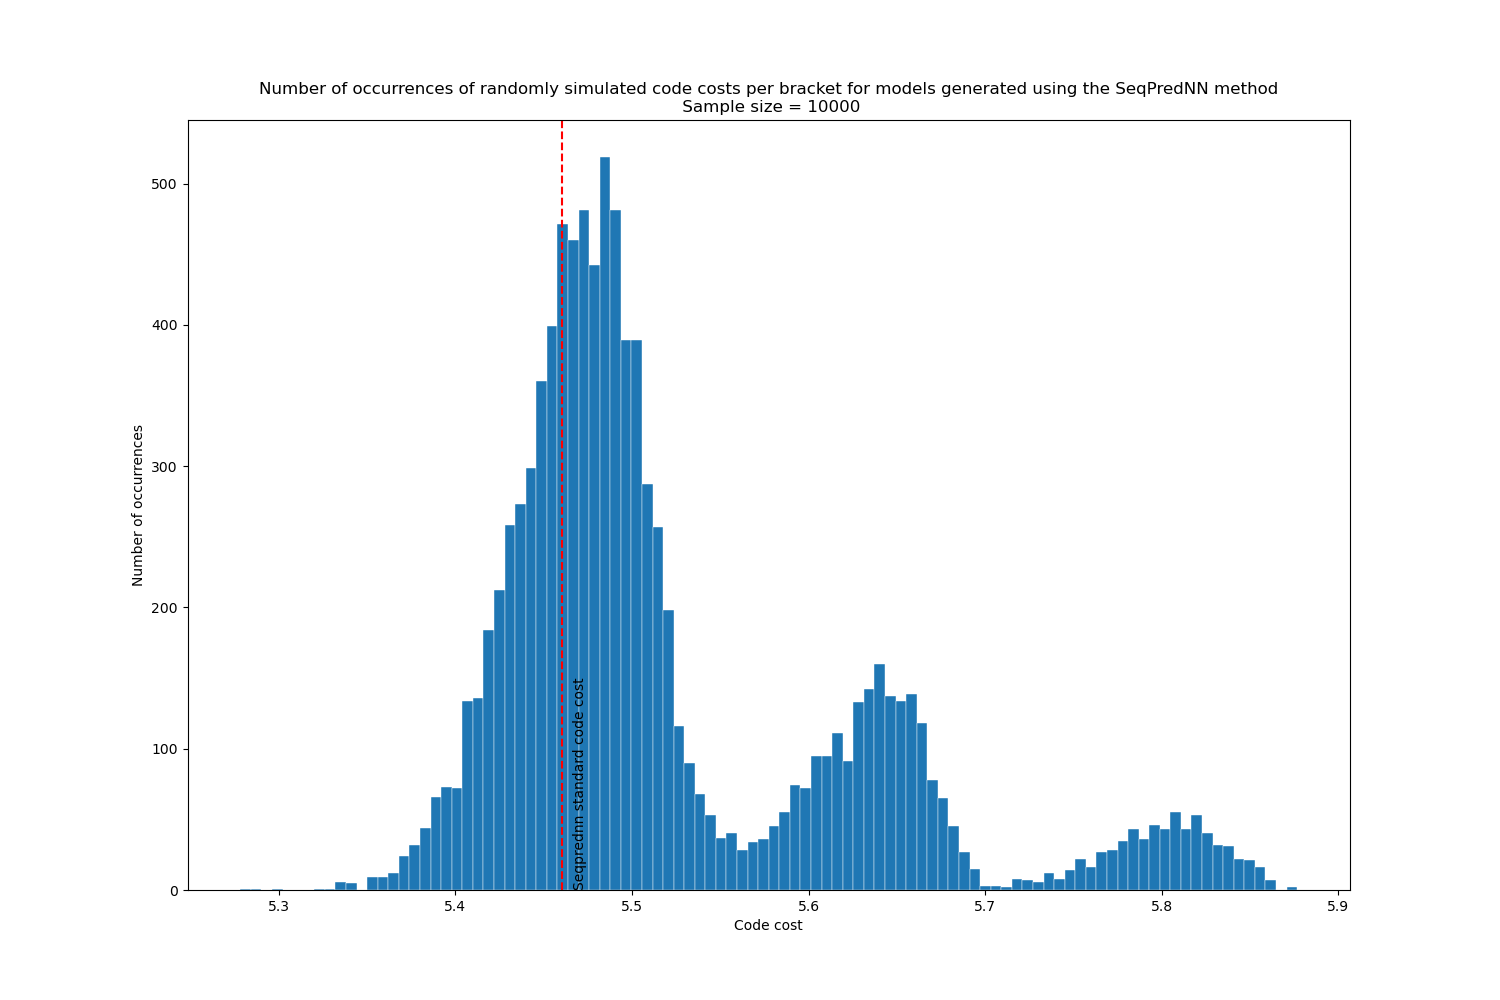 Number of occurrences of randomly simulated code costs per bracket for models generated using the SeqPredNN method
Sample size = 10000
Number of occurrences
500
400
300
200
100
0
Seqprednn standard code cost
5.3
5.4
5.5
5.6
5.7
5.8
5.9
Code cost